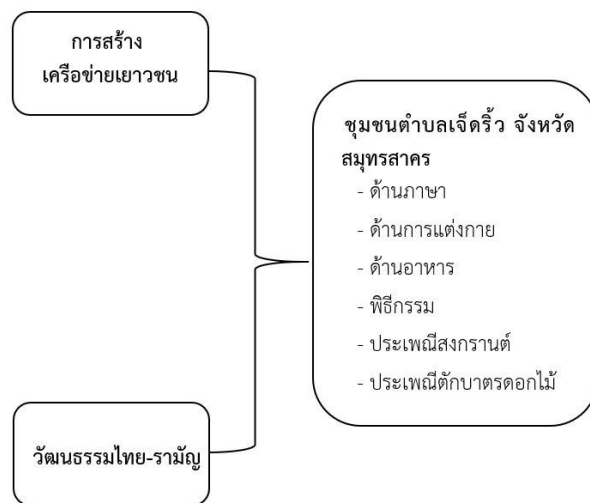 การสร้าง
เครือข่ายเยาวชน
ชุมชนตำบลเจ็ดริ้ว จังหวัด
สมุทรสาคร
- ด้านภาษา
- ด้านการแต่งกาย
- ด้านอาหาร
- พิธีกรรม
- ประเพณีสงกรานต์
- ประเพณีตักบาตรดอกไม้
วัฒนธรรมไทย-รามัญ